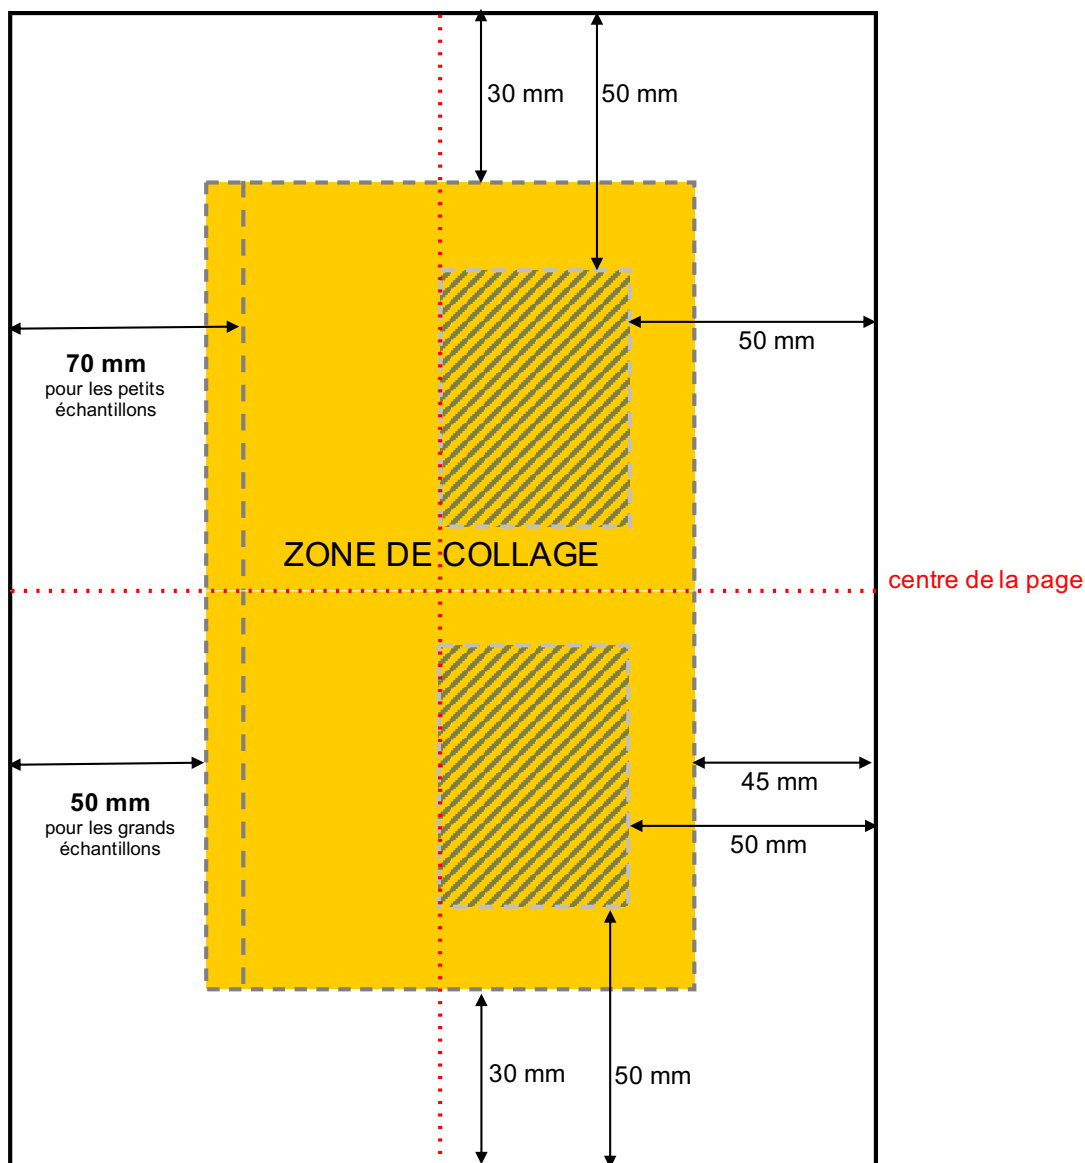 30 mm
50 mm
50 mm
70 mm
pour les petits
échantillons
ZONE DE COLLAGE
centre de la page
45 mm
50 mm
pour les grands
échantillons
50 mm
30 mm
50 mm